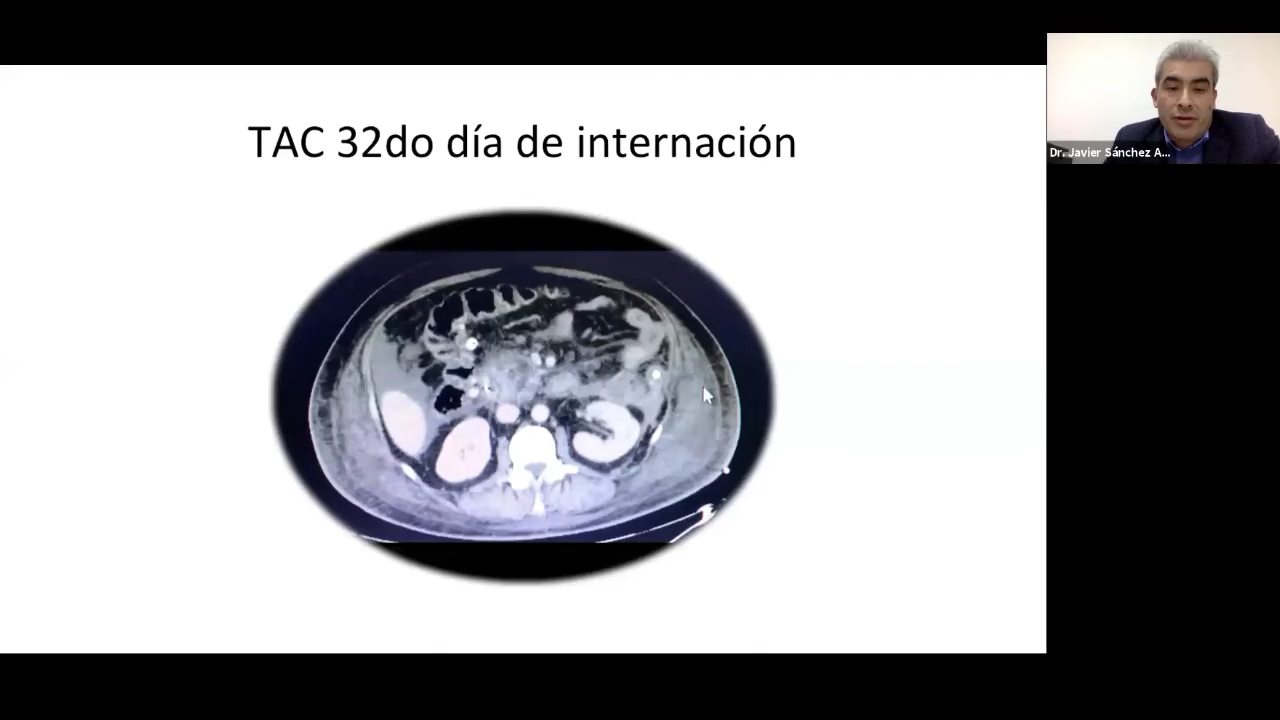 TAC 32do día de internación
Dr. Javier Sánchez A...